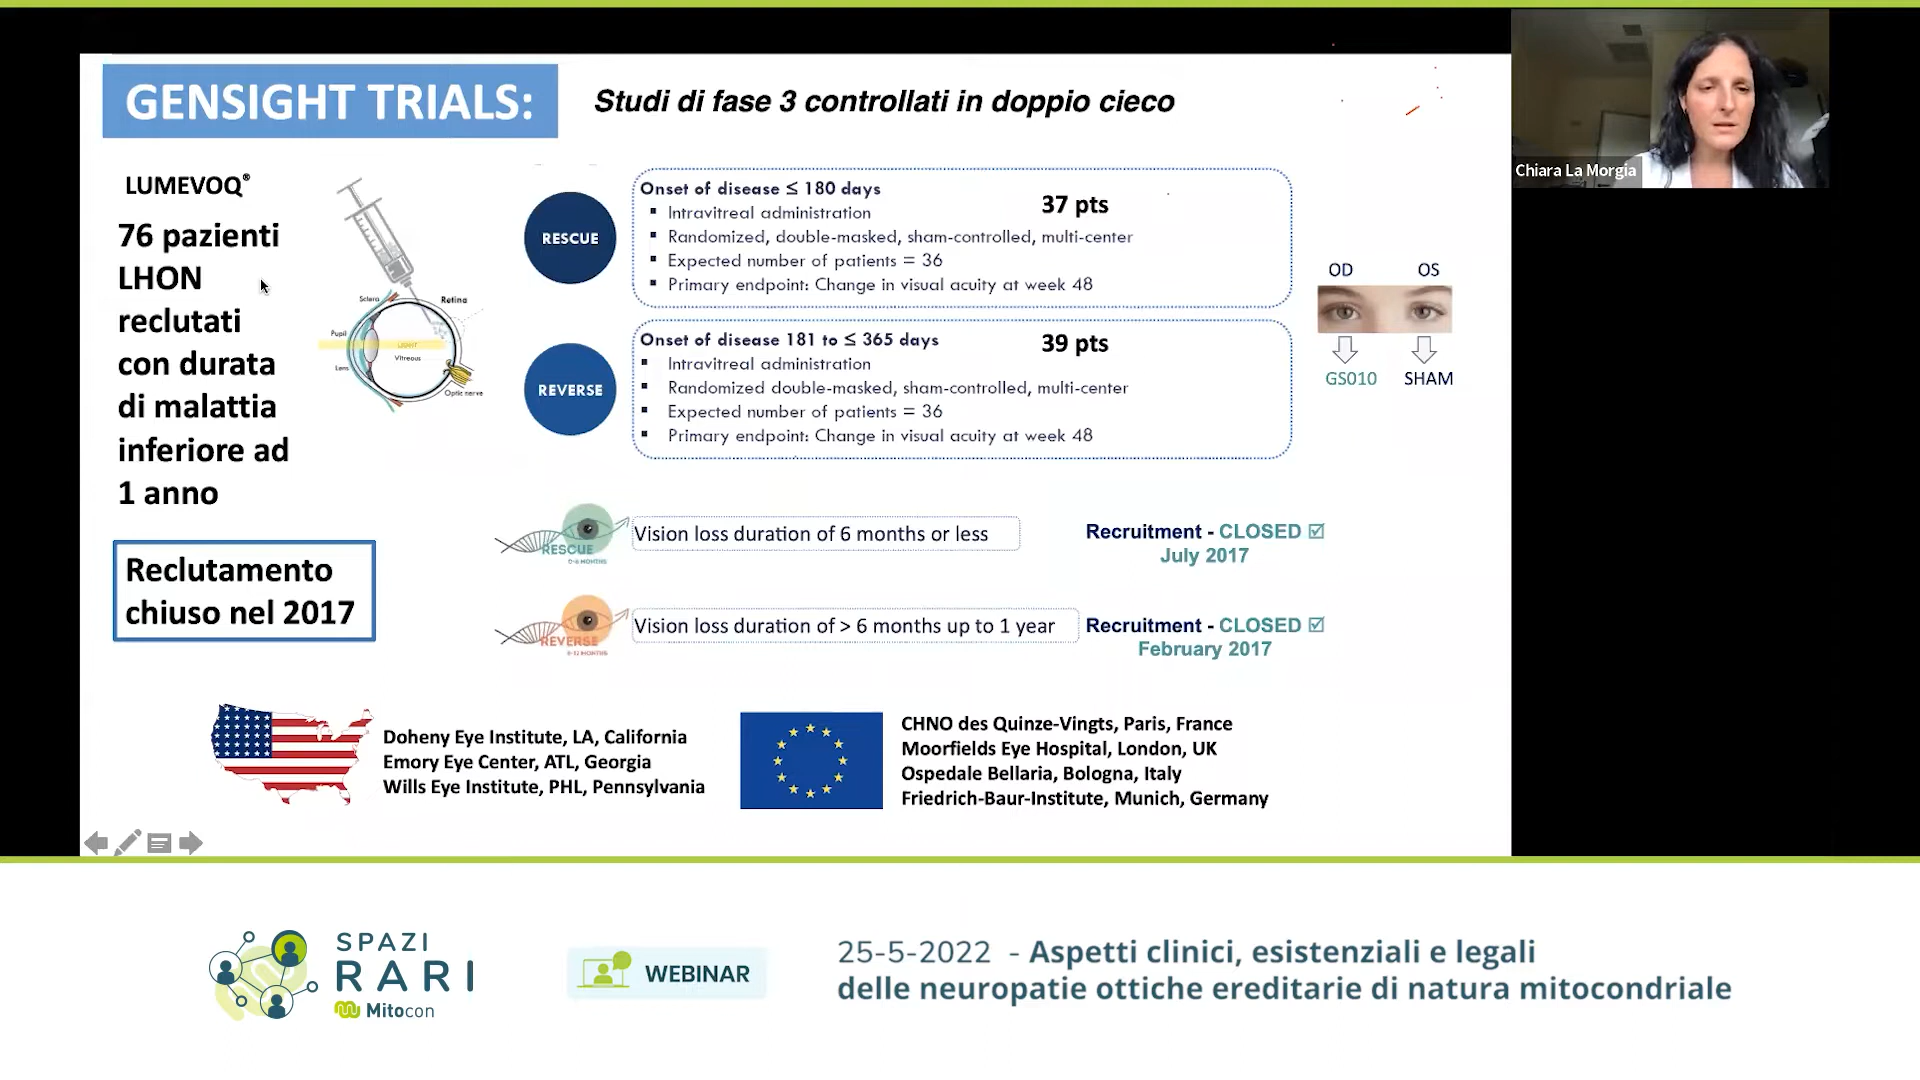 GENSIGHT TRIALS:
Studi di fase 3 controllati in doppio cieco
Chiara La Morgia
LUMEVOQ®
76 pazienti
LHON
reclutati
con durata
di malattia
inferiore ad
1 anno
Reclutamento
chiuso nel 2017
Sclera
Retina
Pupil
LIGHT
Vitreous
Lens
Optic nerve
RESCUE
Onset of disease ≤ 180 days
37 pts
▪ Intravitreal administration
▪ Randomized, double-masked, sham-controlled, multi-center
▪ Expected number of patients = 36
▪ Primary endpoint: Change in visual acuity at week 48
REVERSE
Onset of disease 181 to ≤ 365 days
39 pts
▪ Intravitreal administration
▪ Randomized double-masked, sham-controlled, multi-center
▪ Expected number of patients = 36
▪ Primary endpoint: Change in visual acuity at week 48
OD OS
GS010 SHAM
RESCUE
0-6 MONTHS
Vision loss duration of 6 months or less
Recruitment - CLOSED ☑
July 2017
REVERSE
6-12 MONTHS
Vision loss duration of > 6 months up to 1 year
Recruitment - CLOSED ☑
February 2017
Doheny Eye Institute, LA, California
Emory Eye Center, ATL, Georgia
Wills Eye Institute, PHL, Pennsylvania
CHNO des Quinze-Vingts, Paris, France
Moorfields Eye Hospital, London, UK
Ospedale Bellaria, Bologna, Italy
Friedrich-Baur-Institute, Munich, Germany
SPAZI
RARI
Mitocon
WEBINAR
25-5-2022 - Aspetti clinici, esistenziali e legali
delle neuropatie ottiche ereditarie di natura mitocondriale